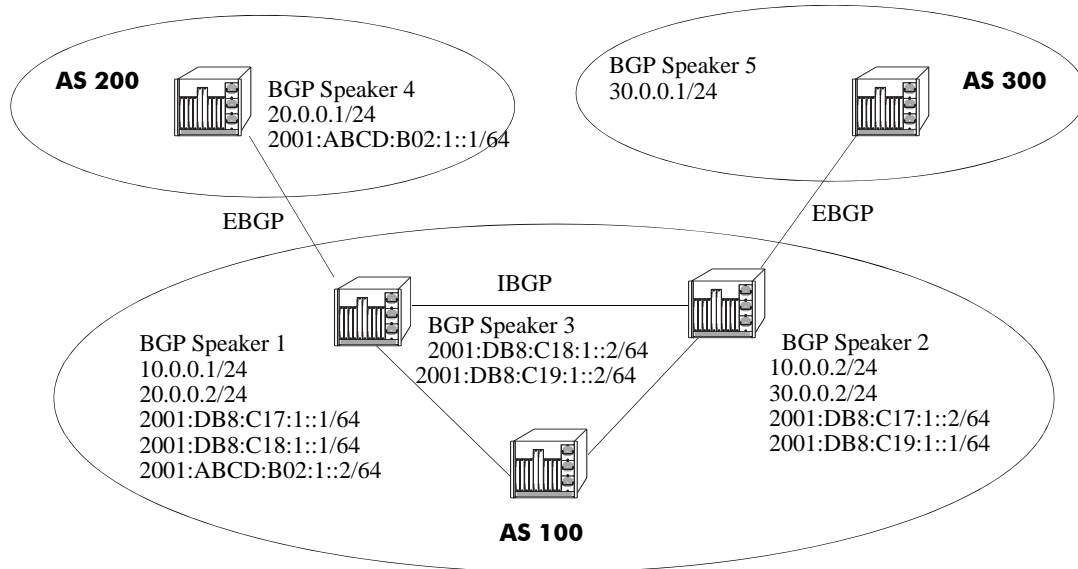 AS 200
BGP Speaker 4
20.0.0.1/24
2001:ABCD:B02:1::1/64
BGP Speaker 5
30.0.0.1/24
AS 300
EBGP
EBGP
IBGP
BGP Speaker 1
10.0.0.1/24
20.0.0.2/24
2001:DB8:C17:1::1/64
2001:DB8:C18:1::1/64
2001:ABCD:B02:1::2/64
BGP Speaker 3
2001:DB8:C18:1::2/64
2001:DB8:C19:1::2/64
BGP Speaker 2
10.0.0.2/24
30.0.0.2/24
2001:DB8:C17:1::2/64
2001:DB8:C19:1::1/64
AS 100